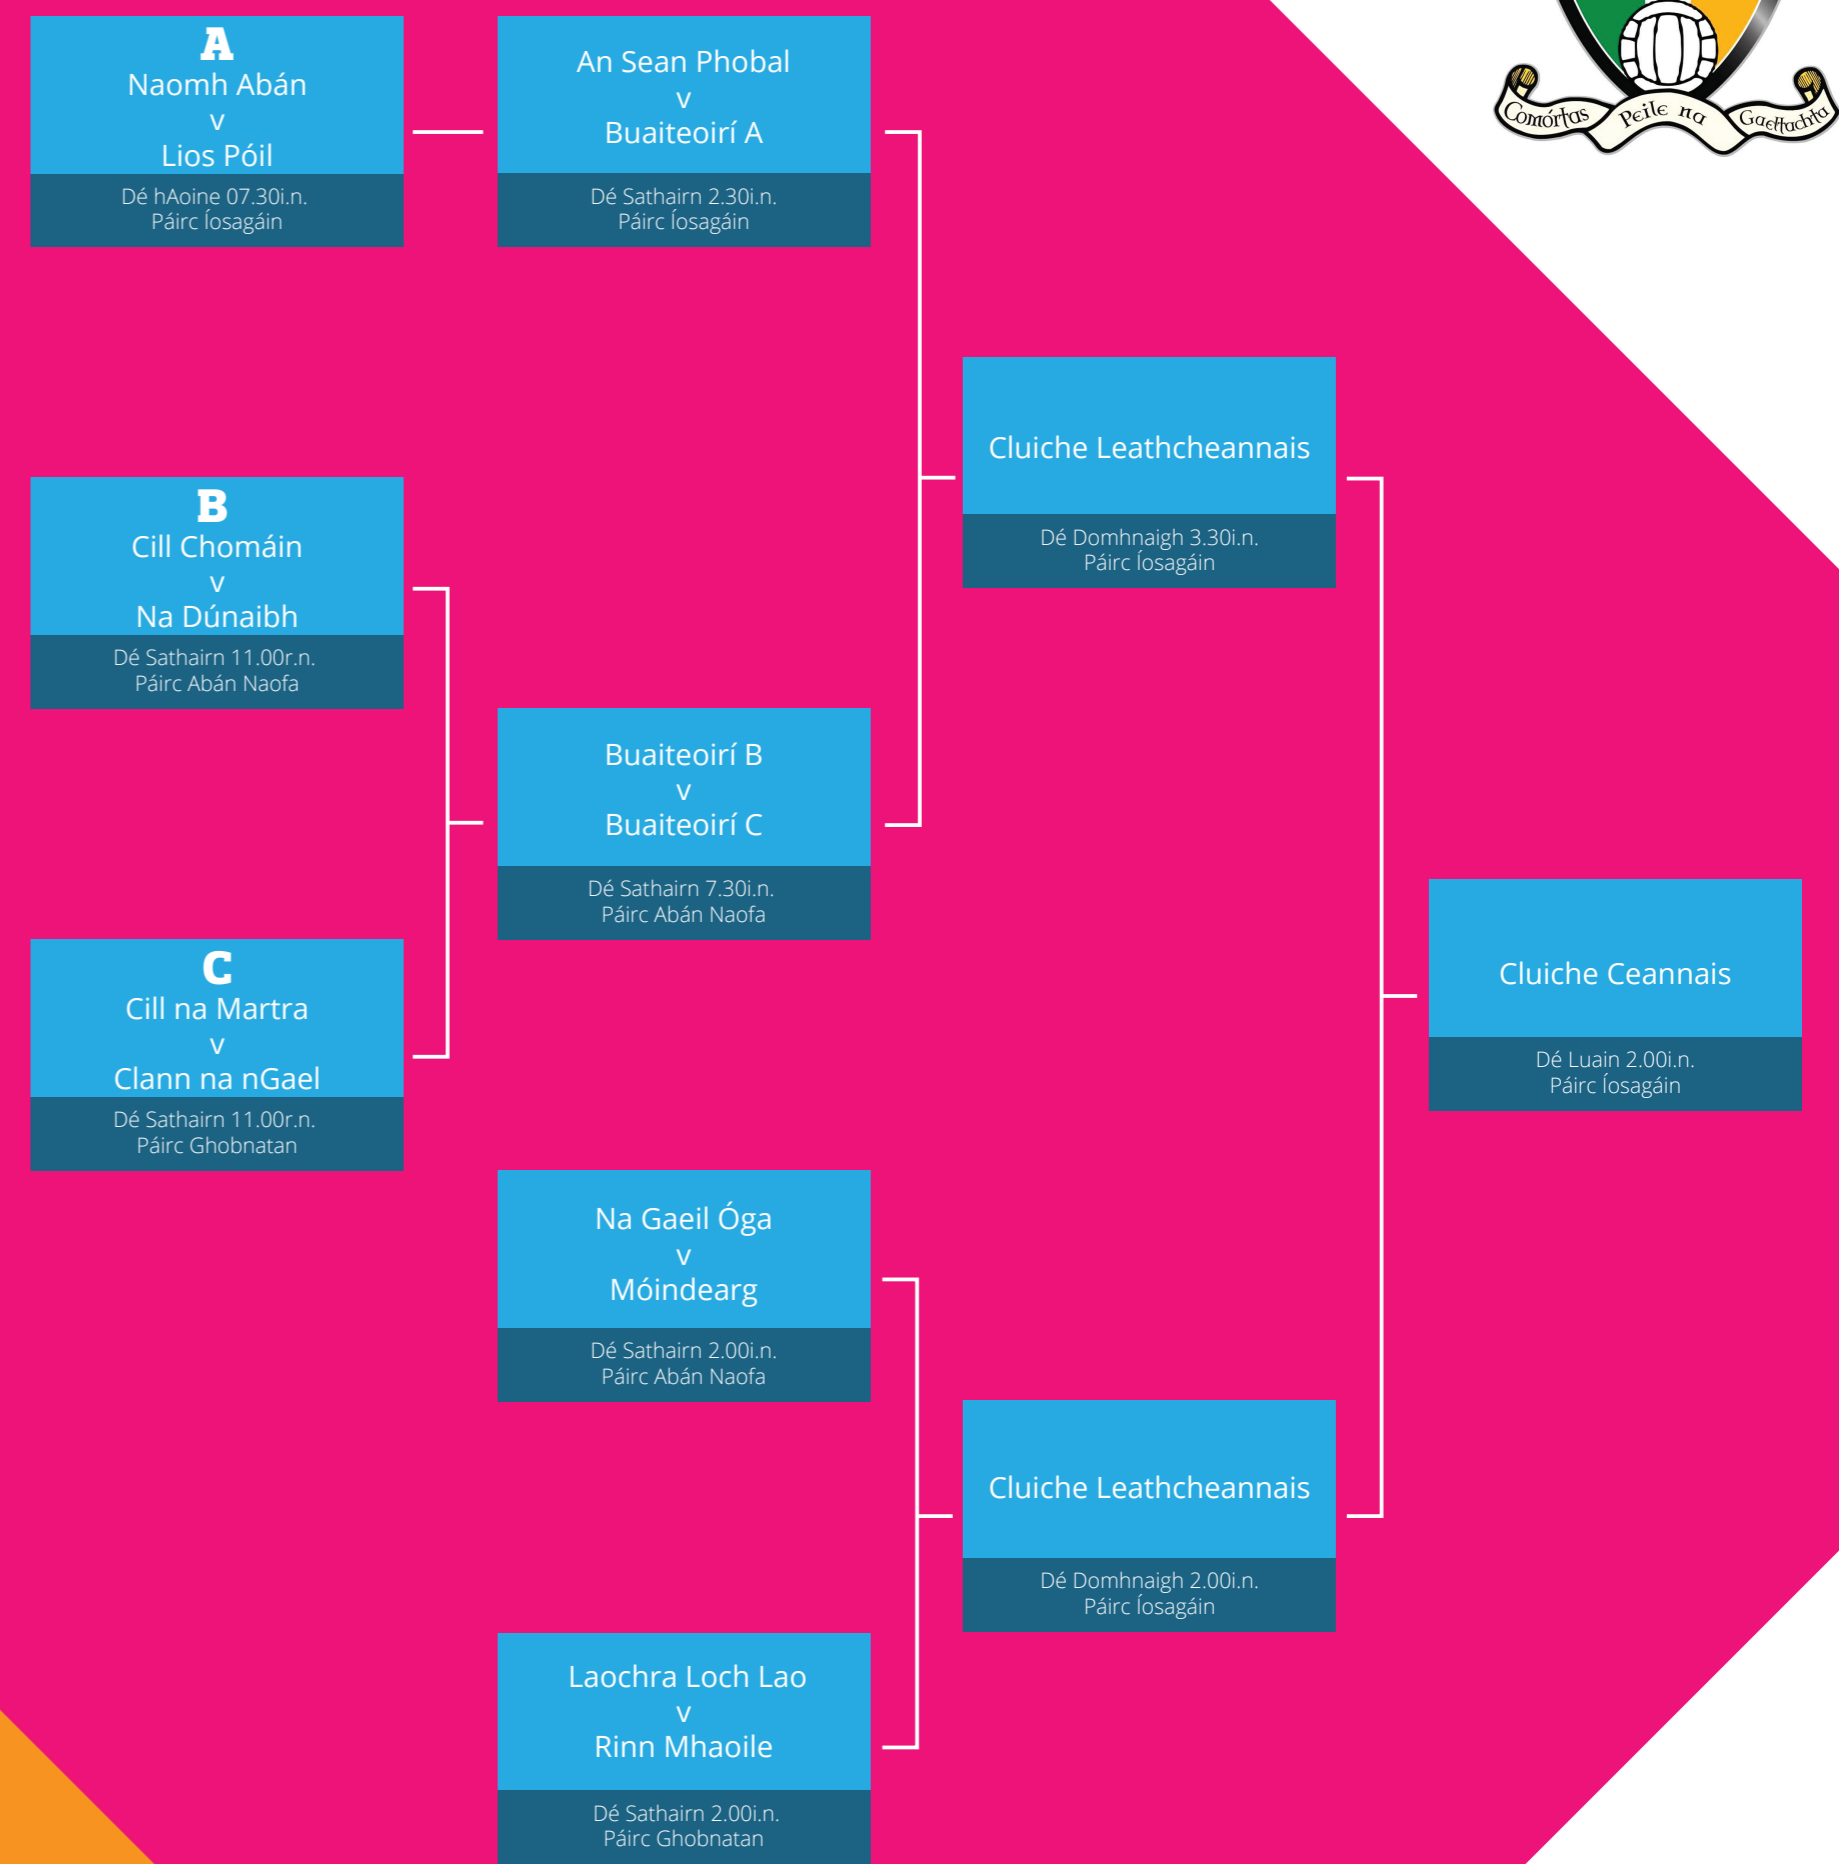 A
Naomh Abán
v
Lios Póil
Dé hAoine 07.30i.n.
Páirc Íosagáin
An Sean Phobal
v
Buaiteoirí A
Dé Sathairn 2.30i.n.
Páirc Íosagáin
Comórtas Peile na Gaeltachta
Cluiche Leathcheannais
Dé Domhnaigh 3.30i.n.
Páirc Íosagáin
B
Cill Chomáin
v
Na Dúnaibh
Dé Sathairn 11.00r.n.
Páirc Abán Naofa
Buaiteoirí B
v
Buaiteoirí C
Dé Sathairn 7.30i.n.
Páirc Abán Naofa
C
Cill na Martra
v
Clann na nGael
Dé Sathairn 11.00r.n.
Páirc Ghobnatan
Cluiche Ceannais
Dé Luain 2.00i.n.
Páirc Íosagáin
Na Gaeil Óga
v
Móindearg
Dé Sathairn 2.00i.n.
Páirc Abán Naofa
Cluiche Leathcheannais
Dé Domhnaigh 2.00i.n.
Páirc Íosagáin
Laochra Loch Lao
v
Rinn Mhaoile
Dé Sathairn 2.00i.n.
Páirc Ghobnatan